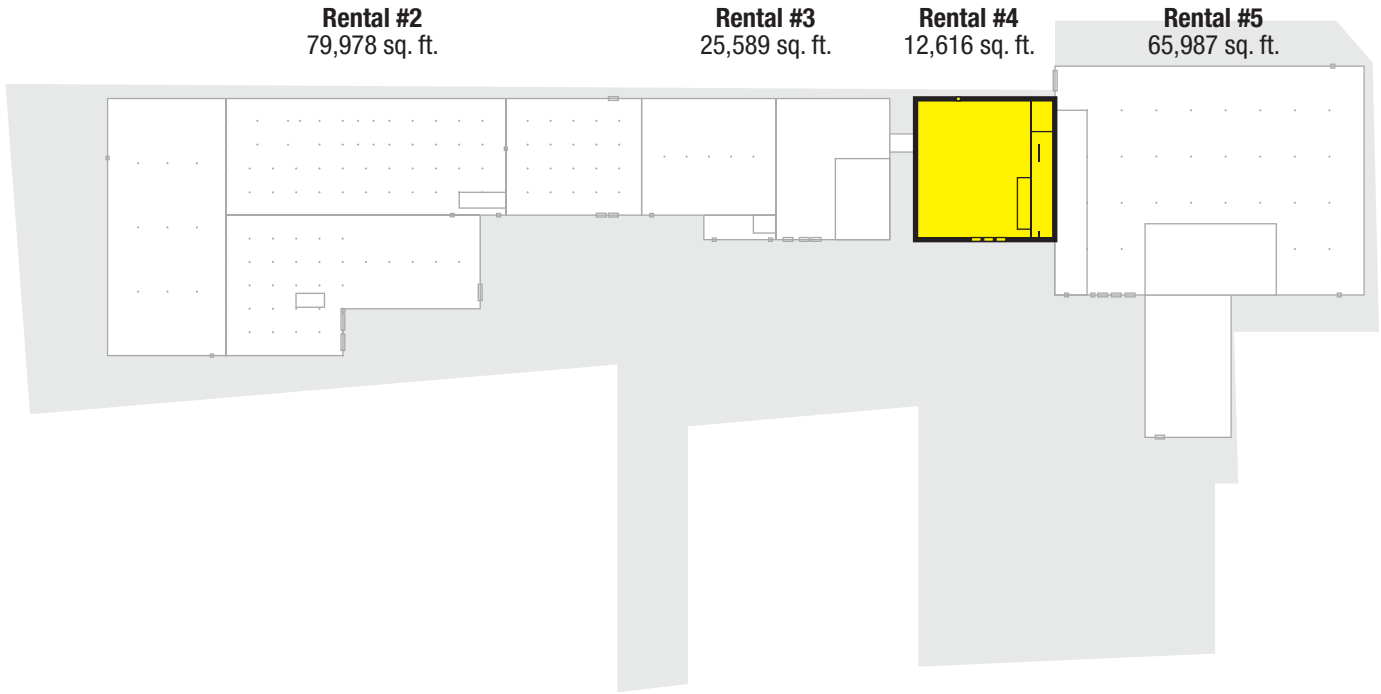 Rental #2
79,978 sq. ft.
Rental #3
25,589 sq. ft.
Rental #4
12,616 sq. ft.
Rental #5
65,987 sq. ft.